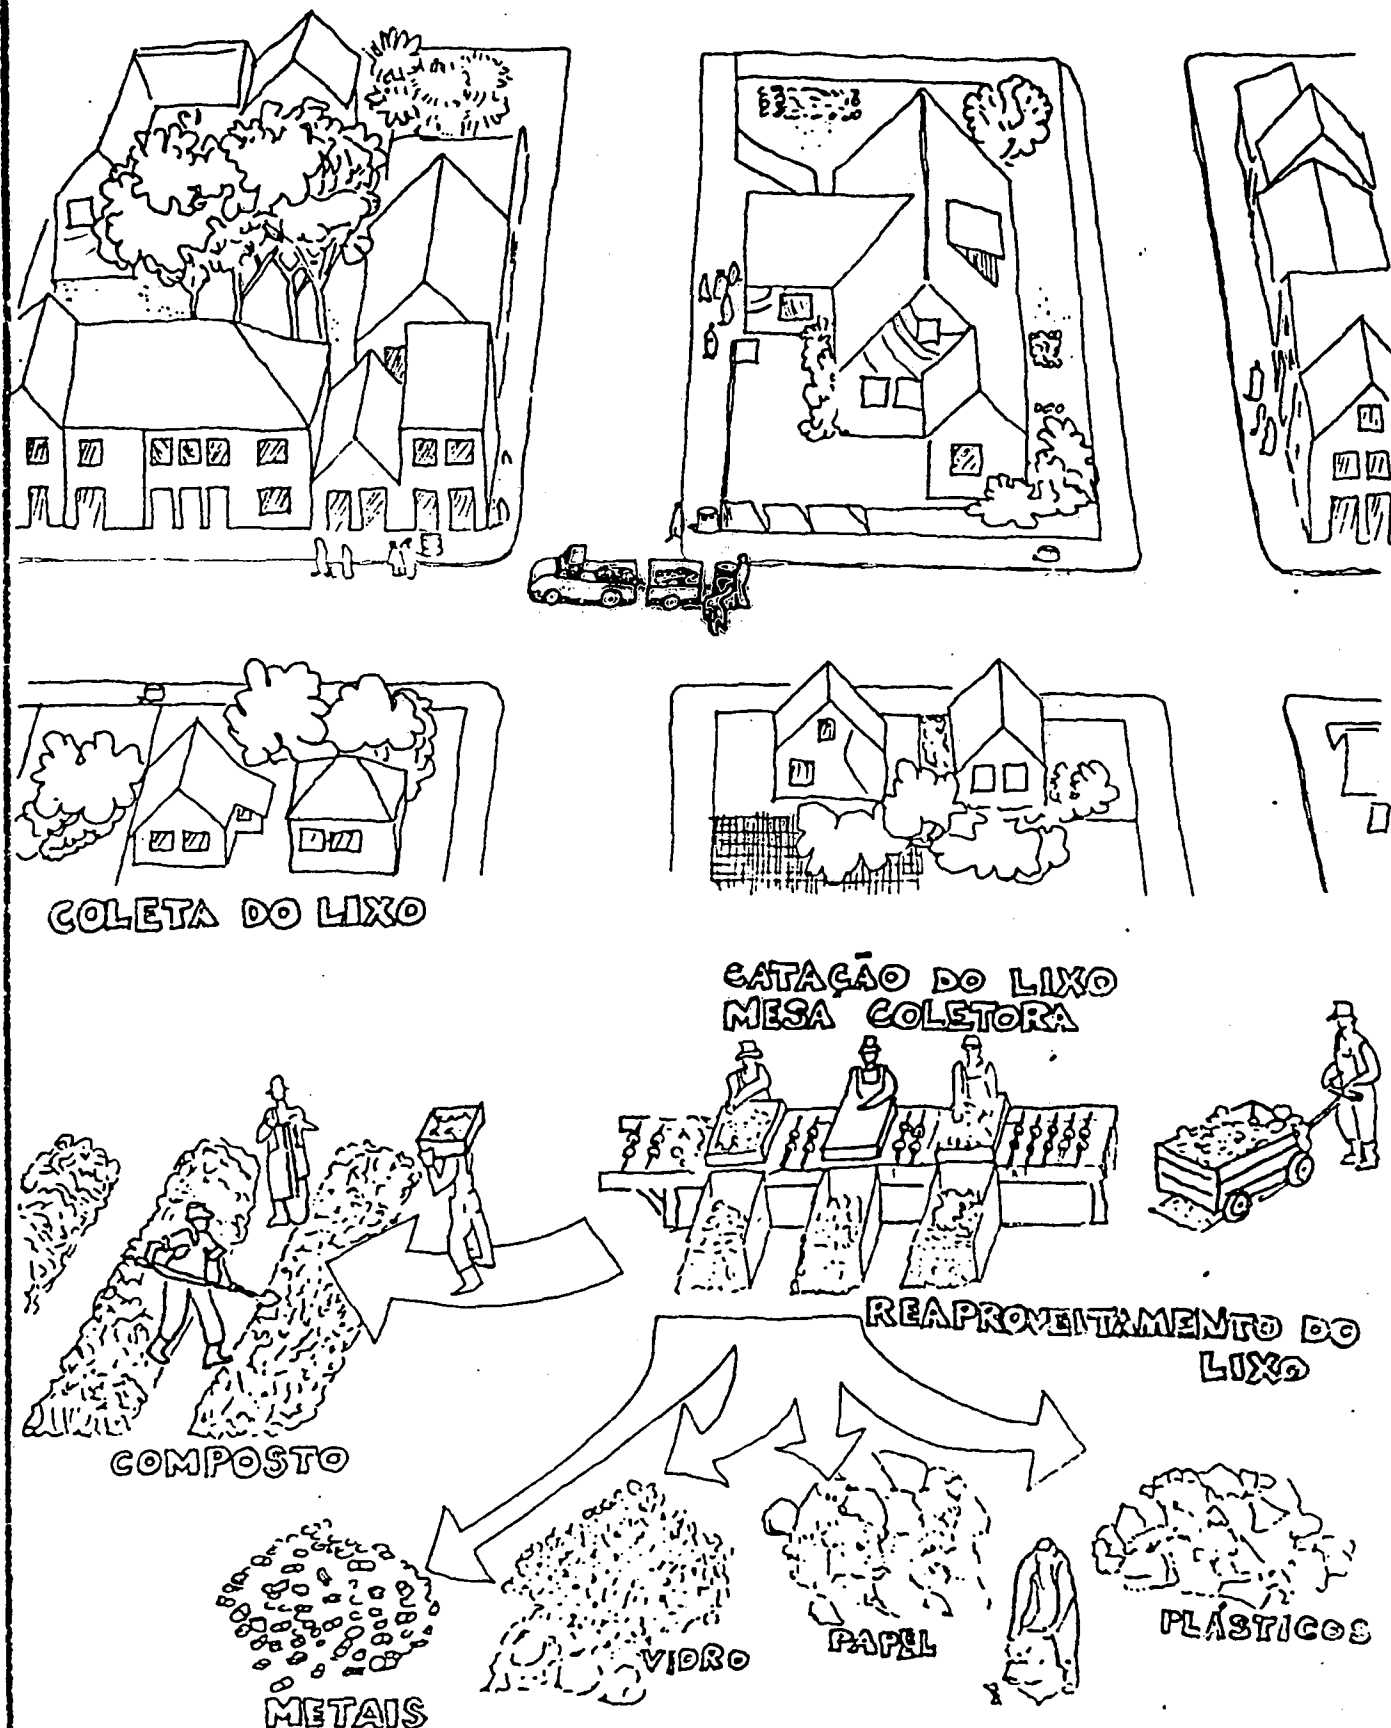 COLETA DO LIXO
CATAÇÃO DO LIXO
MESA COLETORA
REAPROVEITAMENTO DO
LIXO
COMPOSTO
METAIS
VIDRO
PAPEL
PLÁSTICOS